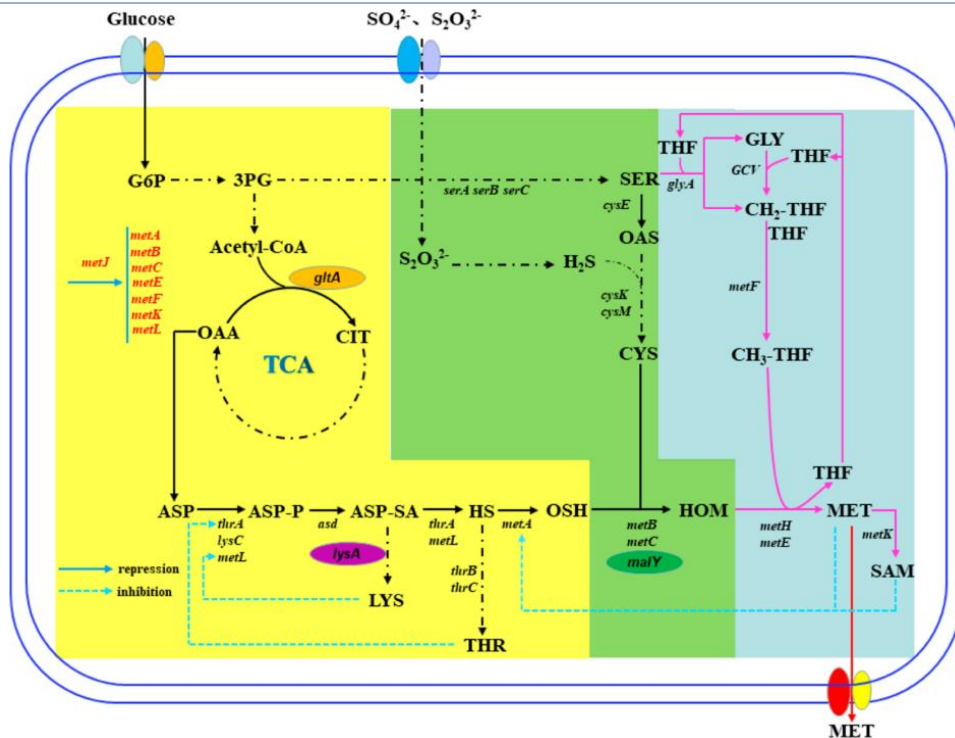 Glucose
SO₄²⁻、 S₂O₃²⁻
THF
GLY
GCV
THF
G6P
3PG
serA serB serC
SER
glyA
CH₂-THF
THF
cysE
OAS
metJ
metA
metB
metC
metE
metF
metK
metL
Acetyl-CoA
gltA
S₂O₃²⁻
H₂S
metF
cysK
cysM
OAA
CIT
TCA
CYS
CH₃-THF
THF
ASP
thrA
lysC
metL
ASP-P
asd
ASP-SA
thrA
metL
HS
metA
OSH
metB
metC
malY
HOM
metH
metE
MET
metK
SAM
lysA
LYS
thrB
thrC
THR
repression
inhibition
MET